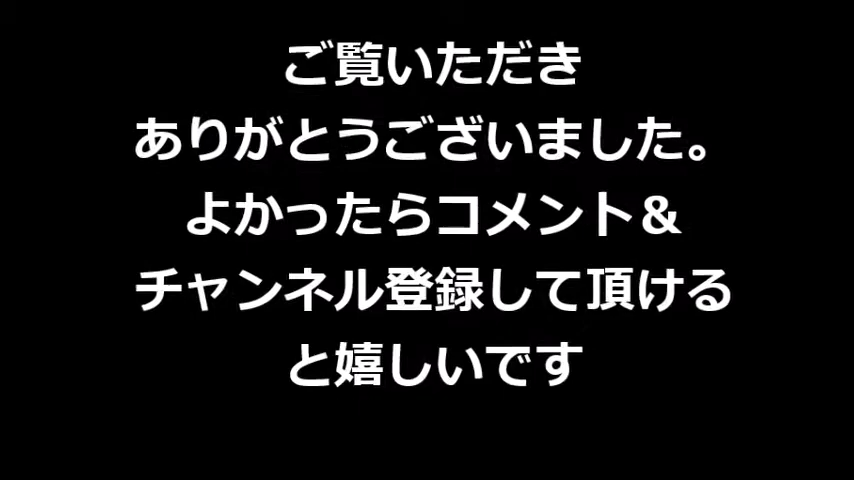 ご覧いただき
ありがとうございました。
よかったらコメント＆
チャンネル登録して頂ける
と嬉しいです